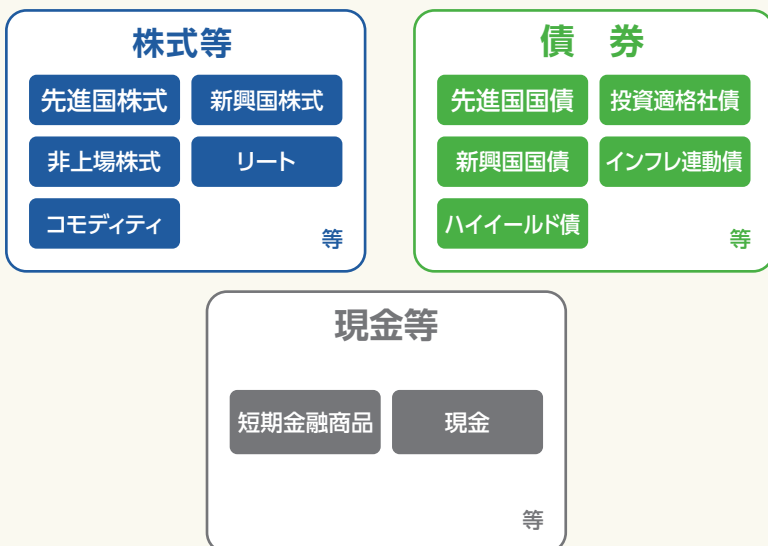 株式等
先進国株式
新興国株式
非上場株式
リート
コモディティ
等
債 券
先進国国債
投資適格社債
新興国国債
インフレ連動債
ハイイールド債
等
現金等
短期金融商品
現金
等